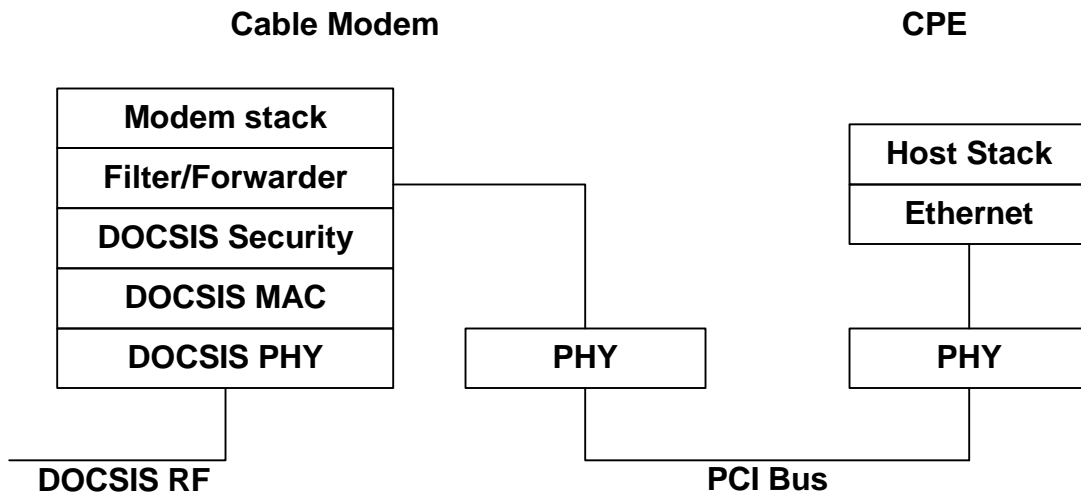 Cable Modem
CPE
Modem stack
Filter/Forwarder
DOCSIS Security
DOCSIS MAC
DOCSIS PHY
PHY
Host Stack
Ethernet
PHY
DOCSIS RF
PCI Bus